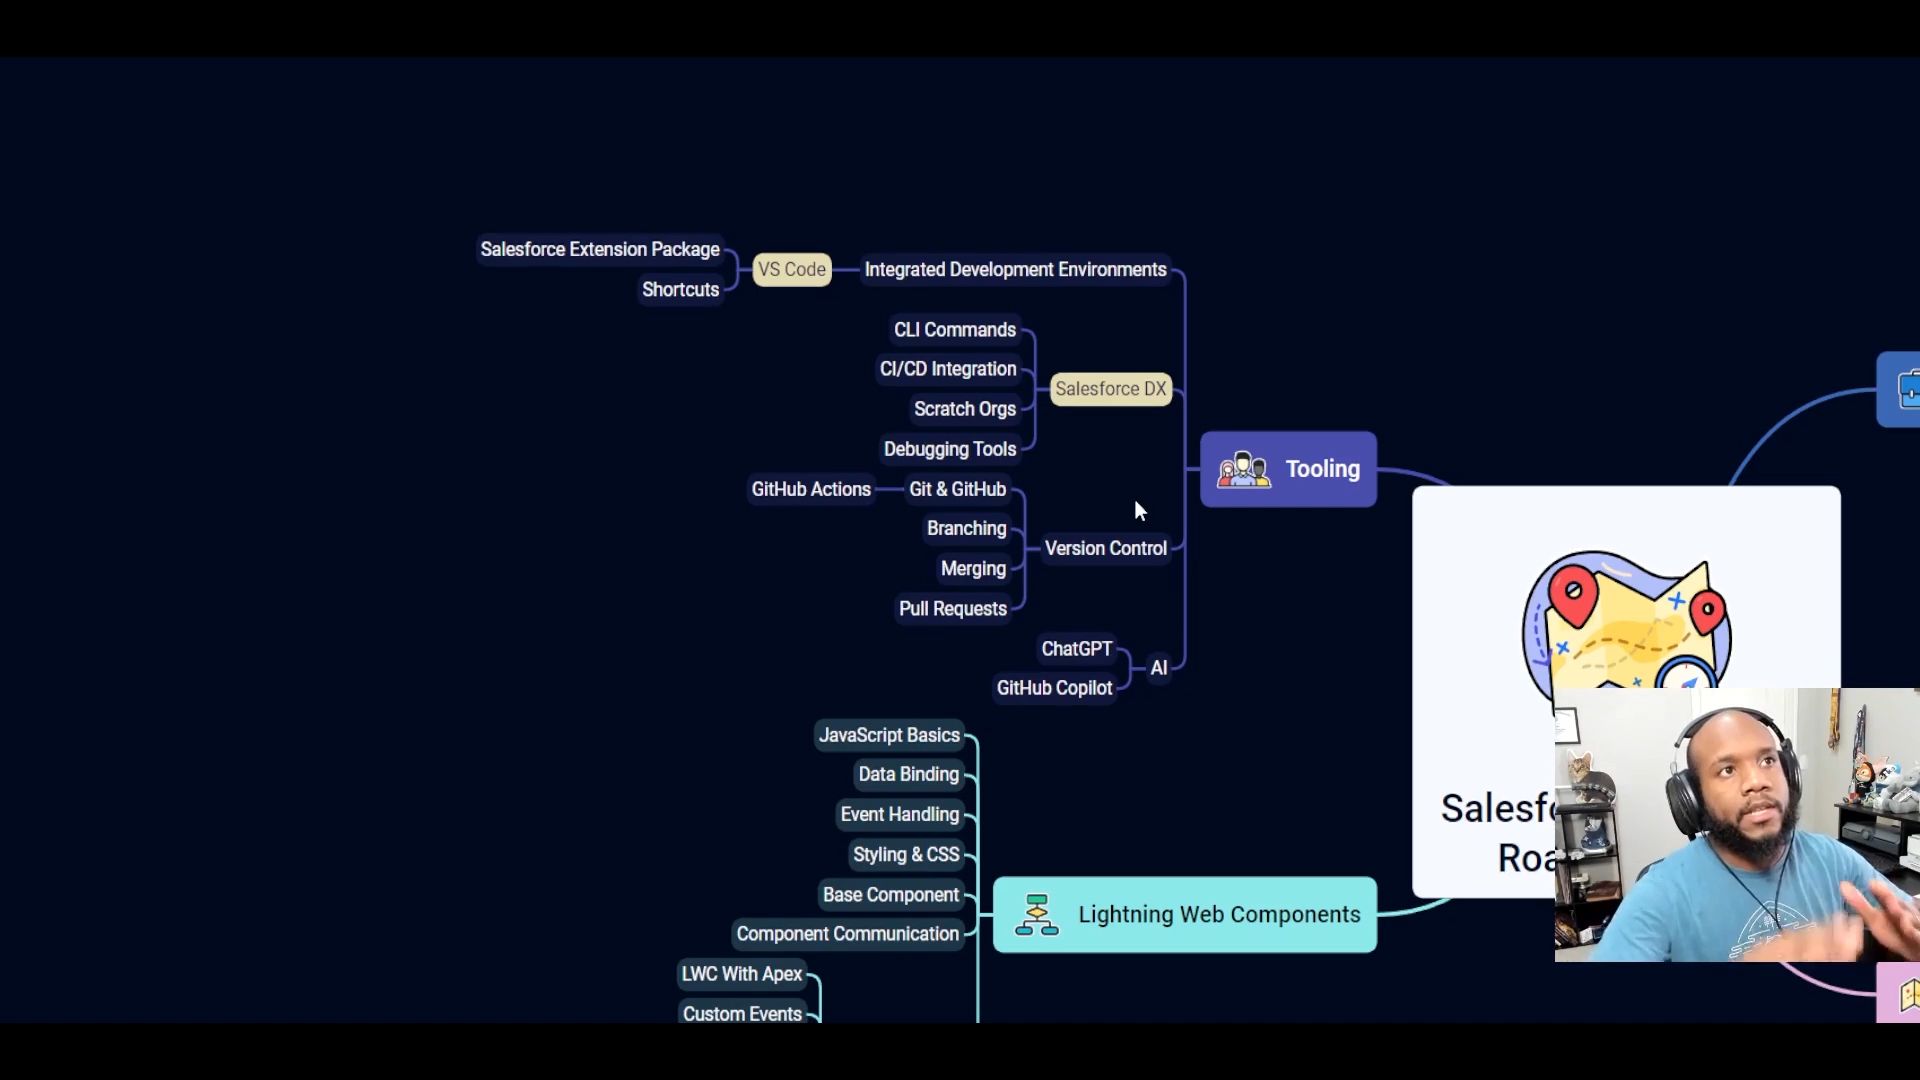 Salesforce Extension Package
VS Code
Integrated Development Environments
Shortcuts
CLI Commands
CI/CD Integration
Salesforce DX
Scratch Orgs
Debugging Tools
Tooling
GitHub Actions
Git & GitHub
Branching
Version Control
Merging
Pull Requests
ChatGPT
AI
GitHub Copilot
JavaScript Basics
Data Binding
Event Handling
Styling & CSS
Base Component
Lightning Web Components
Component Communication
LWC With Apex
Custom Events